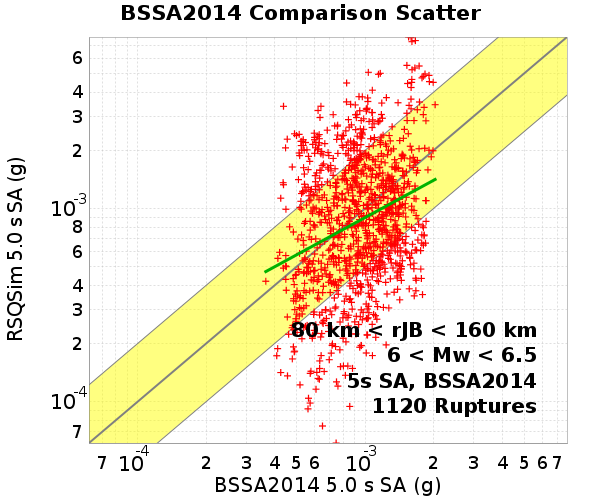 BSSA2014 Comparison Scatter
RSQSim 5.0 s SA (g)
6
4
3
2
10-3
8
6
4
3
2
10-4
7
80 km < rJB < 160 km
6 < Mw < 6.5
5s SA, BSSA2014
1120 Ruptures
7 10-4 2 3 4 5 6 10-3 2 3 4 5 6 7
BSSA2014 5.0 s SA (g)